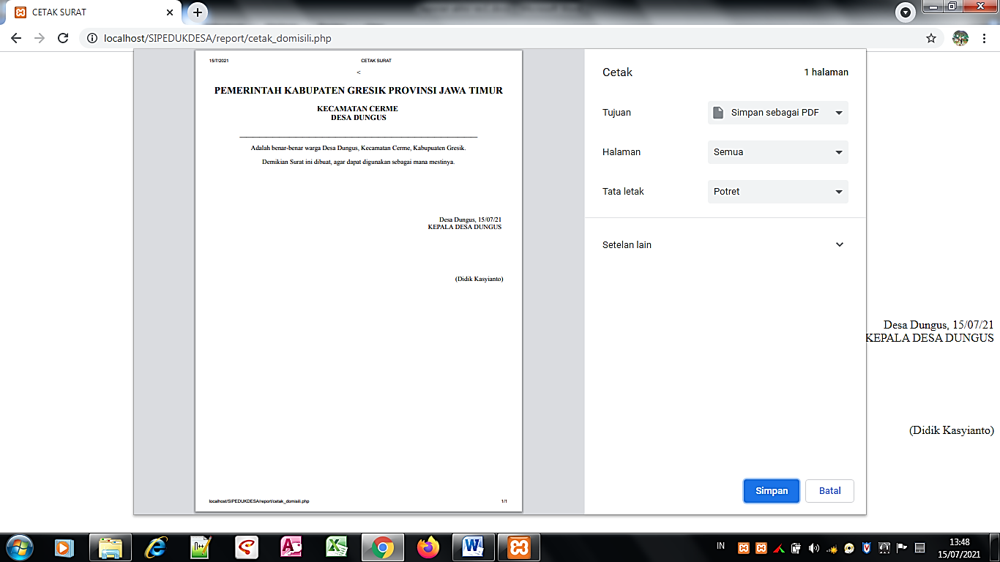 CETAK SURAT
localhost/SIPEDUKDESA/report/cetak_domisili.php
15/7/2021 CETAK SURAT
<
PEMERINTAH KABUPATEN GRESIK PROVINSI JAWA TIMUR
KECAMATAN CERME
DESA DUNGUS
Adalah benar-benar warga Desa Dungus, Kecamatan Cerme, Kabupuaten Gresik.
Demikian Surat ini dibuat, agar dapat digunakan sebagai mana mestinya.
Desa Dungus, 15/07/21
KEPALA DESA DUNGUS
(Didik Kasyianto)
localhost/SIPEDUKDESA/report/cetak_domisili.php 1/1
Cetak 1 halaman
Tujuan Simpan sebagai PDF
Halaman Semua
Tata letak Potret
Setelan lain
Simpan Batal
Desa Dungus, 15/07/21
KEPALA DESA DUNGUS
(Didik Kasyianto)
IN 13:48
15/07/2021